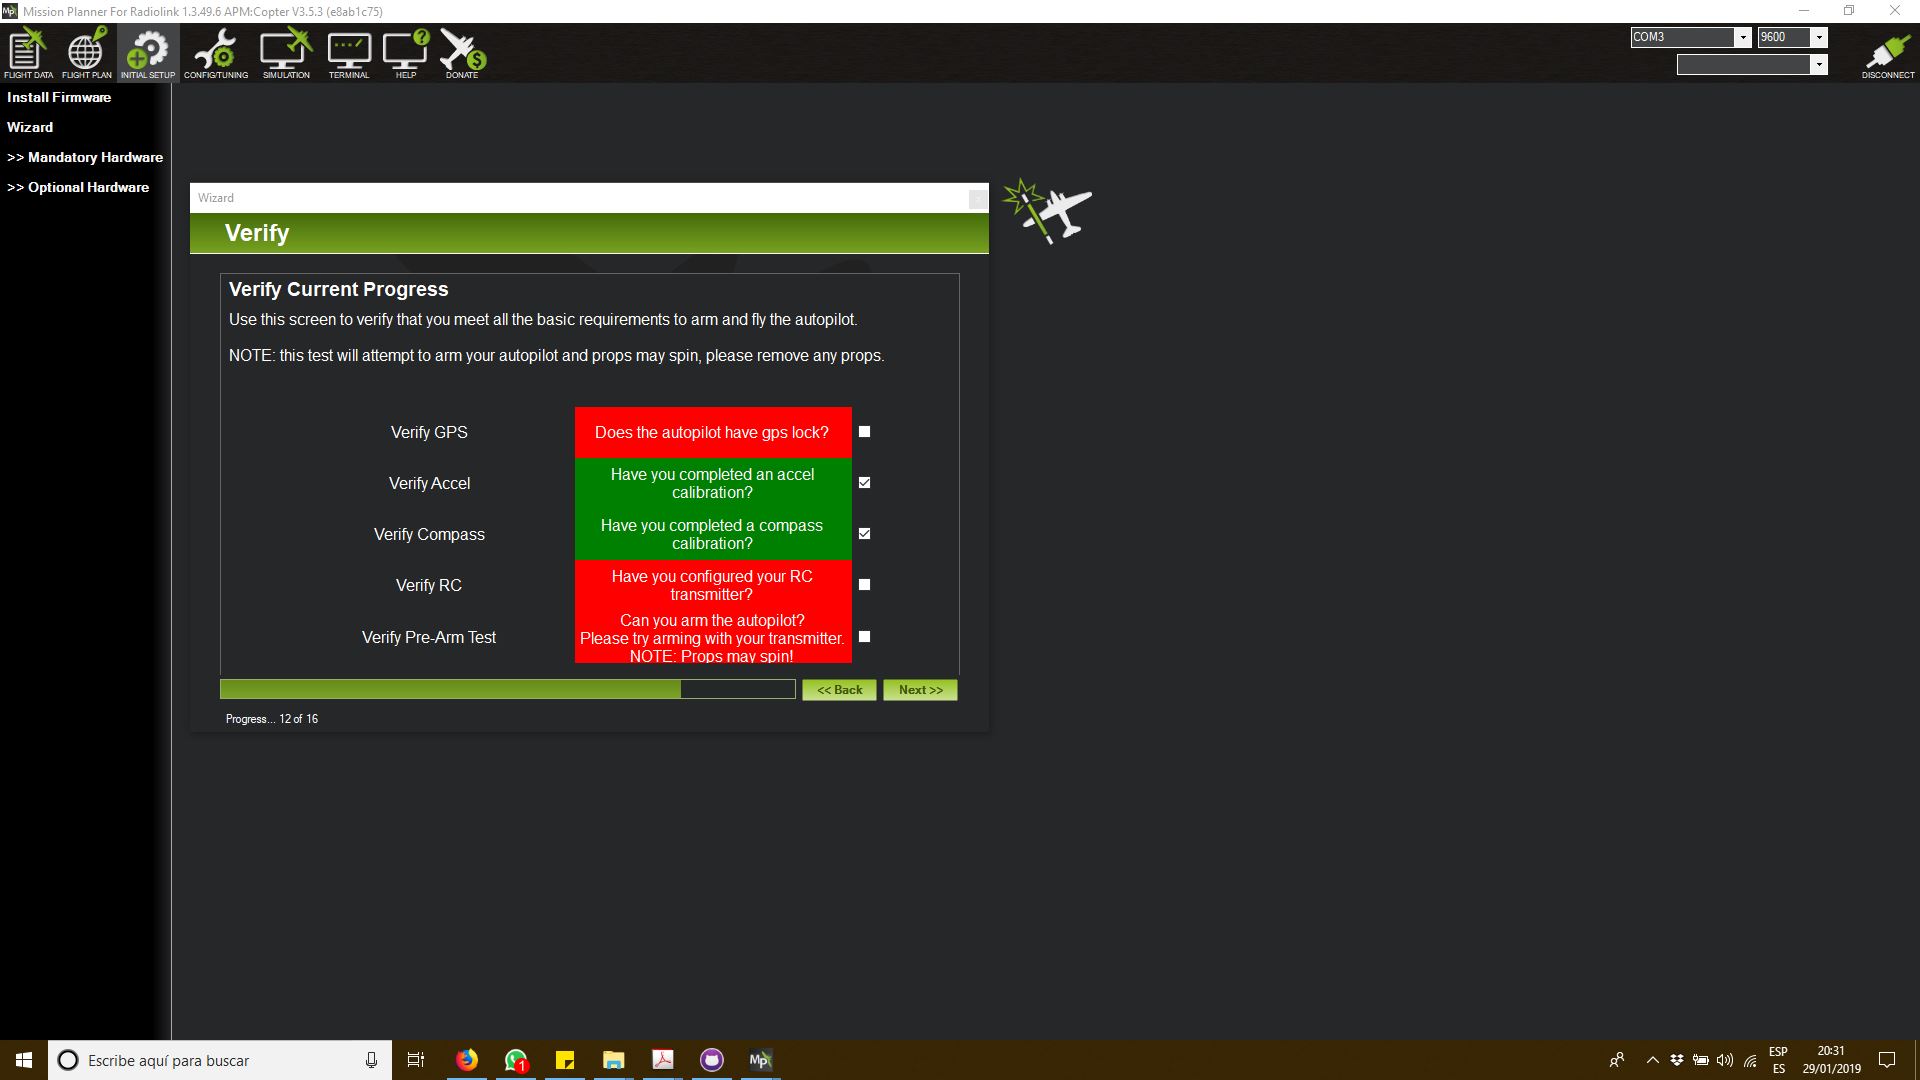 Mission Planner For Radiolink 1.3.49.6 APM:Copter V3.5.3 (e8ab1c75)
FLIGHT DATA
FLIGHT PLAN
INITIAL SETUP
CONFIG/TUNING
SIMULATION
TERMINAL
HELP
DONATE
COM3
9600
DISCONNECT
Install Firmware
Wizard
>> Mandatory Hardware
>> Optional Hardware
Wizard
Verify
Verify Current Progress
Use this screen to verify that you meet all the basic requirements to arm and fly the autopilot.
NOTE: this test will attempt to arm your autopilot and props may spin, please remove any props.
Verify GPS
Does the autopilot have gps lock?
Verify Accel
Have you completed an accel
calibration?
Verify Compass
Have you completed a compass
calibration?
Verify RC
Have you configured your RC
transmitter?
Verify Pre-Arm Test
Can you arm the autopilot?
Please try arming with your transmitter.
NOTE: Props may spin!
<< Back
Next >>
Progress... 12 of 16
Escribe aquí para buscar
1
Mp
ESP
ES
20:31
29/01/2019